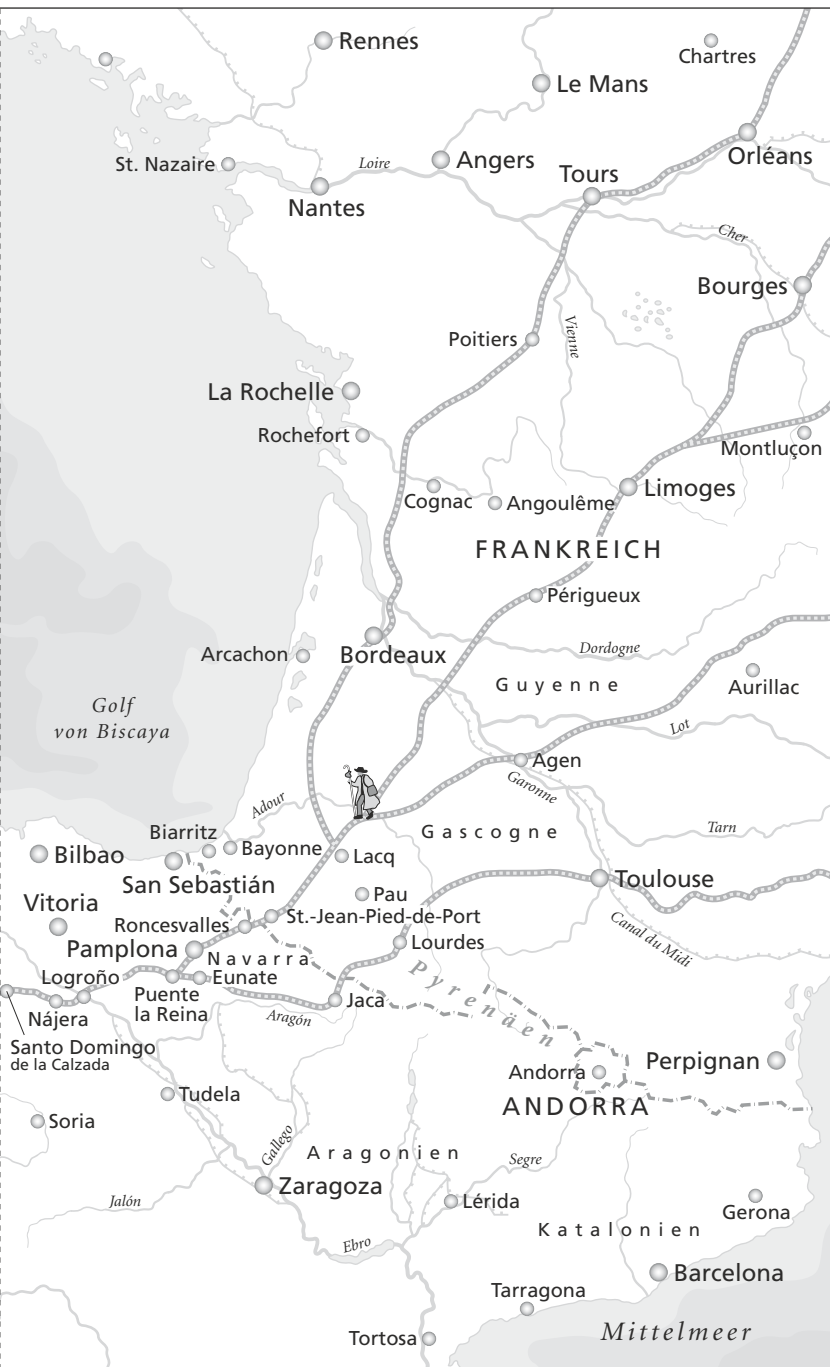 Rennes
Chartres
Le Mans
Orléans
St. Nazaire
Loire
Angers
Tours
Nantes
Cher
Bourges
Poitiers
Vienne
La Rochelle
Rochefort
Montluçon
Cognac
Angoulême
Limoges
FRANKREICH
Périgueux
Arcachon
Bordeaux
Dordogne
Guyenne
Aurillac
Golf
von Biscaya
Lot
Agen
Garonne
Adour
Gascogne
Tarn
Biarritz
Bayonne
Bilbao
Lacq
San Sebastián
Toulouse
Vitoria
Pau
Roncesvalles
St.-Jean-Pied-de-Port
Canal du Midi
Pamplona
Navarra
Lourdes
Pyrenäen
Logroño
Eunate
Puente
la Reina
Jaca
Nájera
Aragón
Santo Domingo
de la Calzada
Andorra
Perpignan
ANDORRA
Tudela
Soria
Gallego
Aragonien
Segre
Zaragoza
Jalón
Lérida
Gerona
Katalonien
Ebro
Barcelona
Tarragona
Mittelmeer
Tortosa